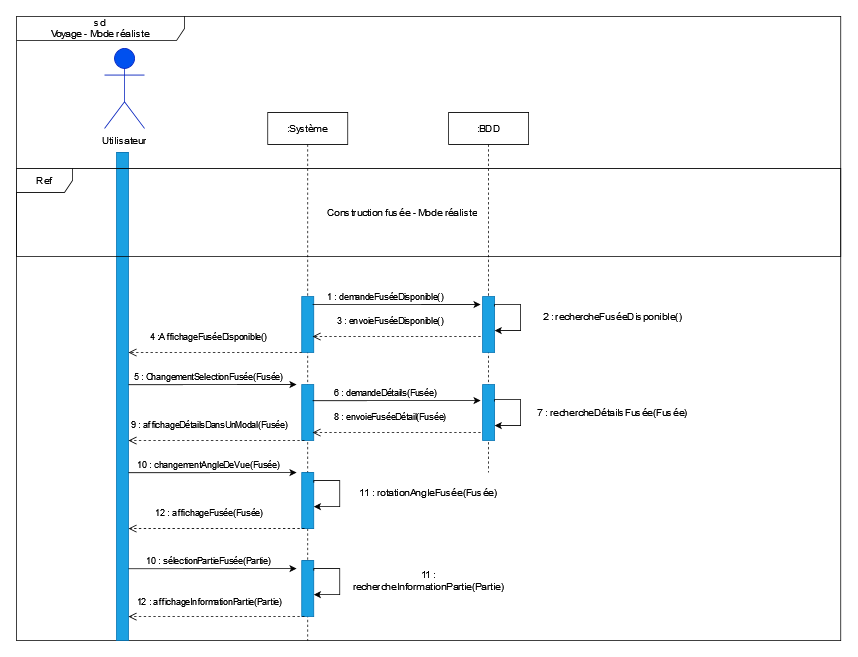 sd
Voyage - Mode réaliste
Utilisateur
:Système
:BDD
Ref
Construction fusée - Mode réaliste
1 : demandeFuséeDisponible()
2 : rechercheFuséeDisponible()
3 : envoieFuséeDisponible()
4 :AffichageFuséeDisponible()
5 : ChangementSelectionFusée(Fusée)
6 : demandeDétails(Fusée)
7 : rechercheDétailsFusée(Fusée)
8 : envoieFuséeDétail(Fusée)
9 : affichageDétailsDansUnModal(Fusée)
10 : changementAngleDeVue(Fusée)
11 : rotationAngleFusée(Fusée)
12 : affichageFusée(Fusée)
10 : sélectionPartieFusée(Partie)
11 :
rechercheInformationPartie(Partie)
12 : affichageInformationPartie(Partie)